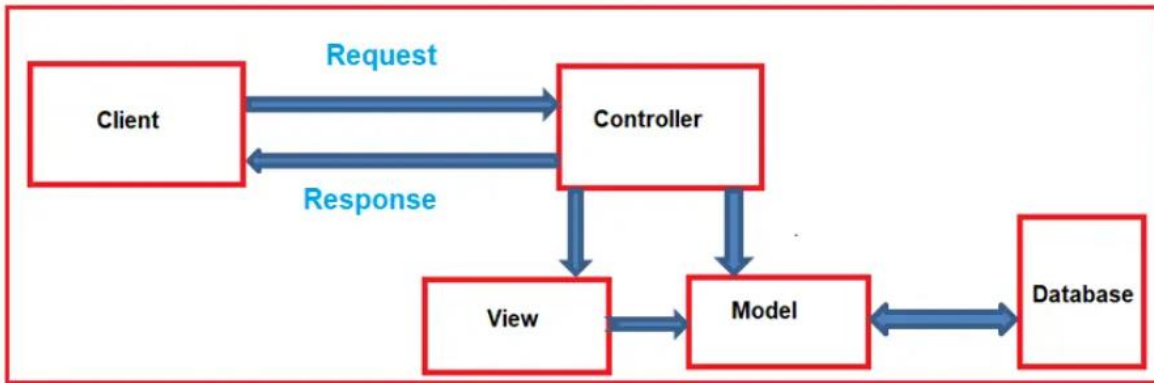 Request
Client
Controller
Response
View
Model
Database